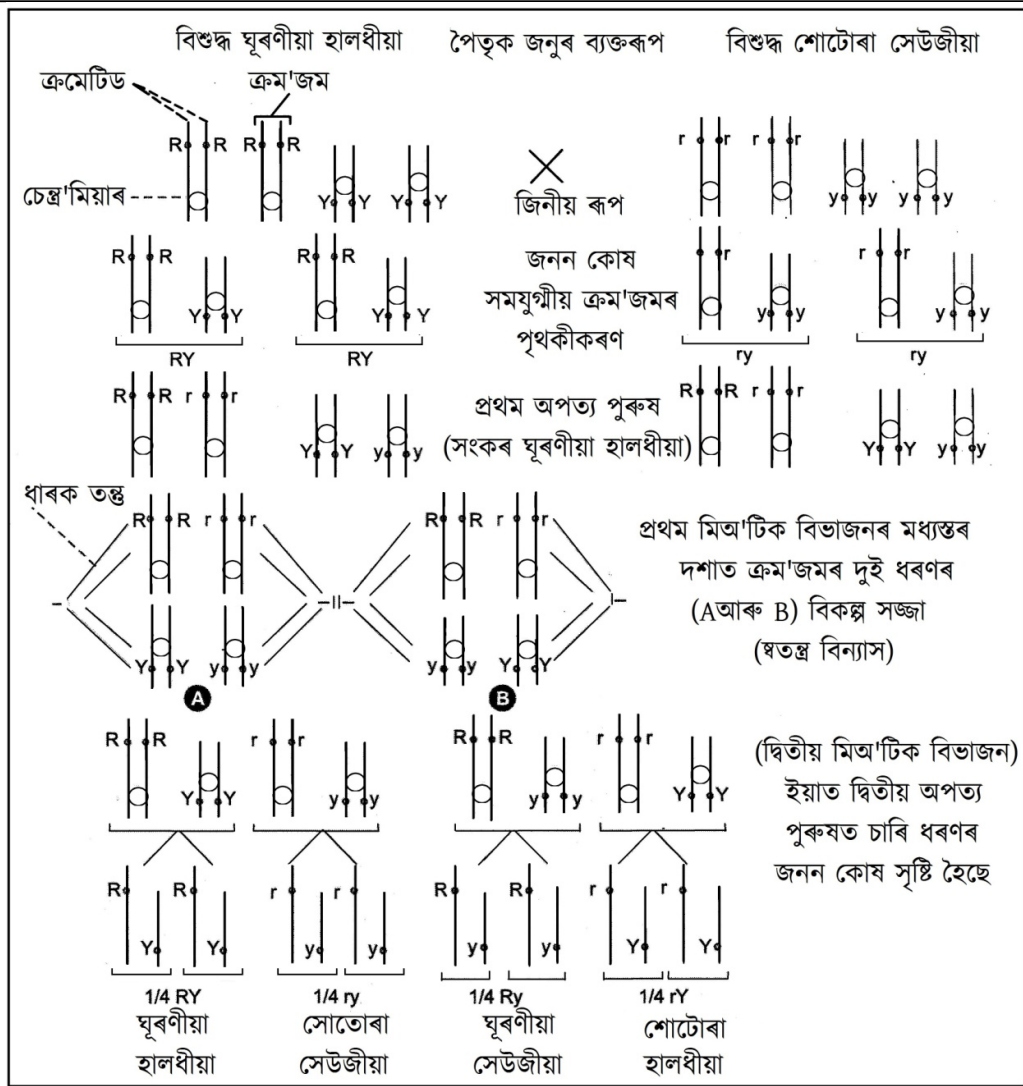 বিশুদ্ধ ঘূৰণীয়া হালধীয়া পৈতৃক জনুৰ ব্যক্তৰূপ বিশুদ্ধ শোটোৰা সেউজীয়া
ক্ৰমেটিড ক্ৰম'জম
R R R R r r r r
চেন্ত্ৰ'মিয়াৰ
Y Y Y Y জিনীয় ৰূপ y y y y
R R R R r r r r
জনন কোষ
সমযুগ্মীয় ক্ৰম'জমৰ
পৃথকীকৰণ
Y Y Y Y y y y y
RY RY ry ry
R R r r R R r r
প্ৰথম অপত্য পুৰুষ
(সংকৰ ঘূৰণীয়া হালধীয়া)
Y Y y y Y Y y y
ধাৰক তন্তু
R R r r R R r r
প্ৰথম মিঅ'টিক বিভাজনৰ মধ্যস্তৰ
দশাত ক্ৰম'জমৰ দুই ধৰণৰ
(Aআৰু B) বিকল্প সজ্জা
(ষ্বতন্ত্ৰ বিন্যাস)
I II I
Y Y y y y y Y Y
A B
R R r r R R r r
Y Y y y y y Y Y
(দ্বিতীয় মিঅ'টিক বিভাজন)
ইয়াত দ্বিতীয় অপত্য
পুৰুষত চাৰি ধৰণৰ
জনন কোষ সৃষ্টি হৈছে
R R r r R R r r
Y Y y y y y Y Y
1/4 RY 1/4 ry 1/4 Ry 1/4 rY
ঘূৰণীয়া সোতোৰা ঘূৰণীয়া শোটোৰা
হালধীয়া সেউজীয়া সেউজীয়া হালধীয়া